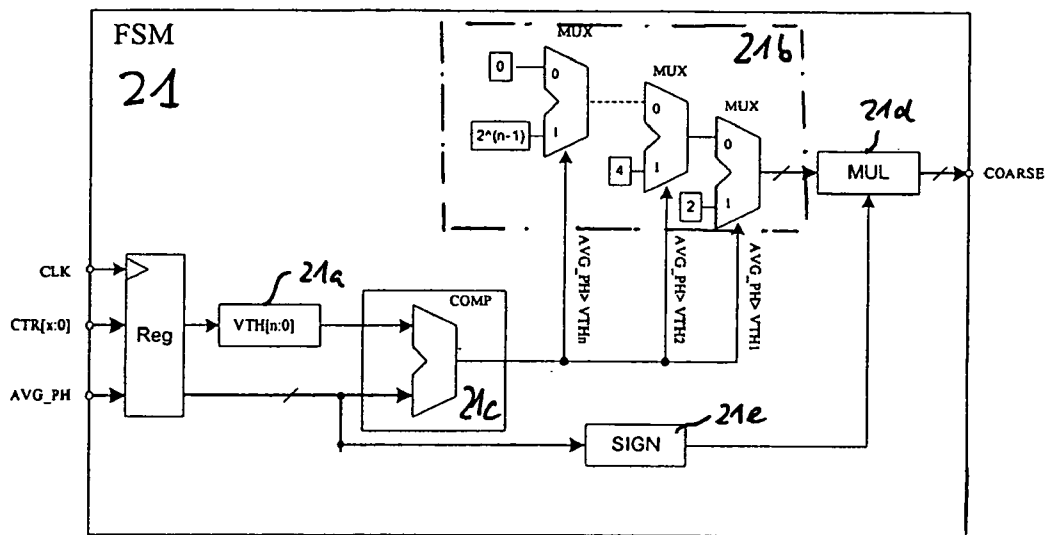 FSM
21
MUX
21b
0
0
MUX
2^(n-1)
1
0
MUX
4
1
0
2
1
21d
MUL
COARSE
AVG_PH> VTHn
AVG_PH> VTH2
AVG_PH> VTH1
CLK
CTR[x:0]
AVG_PH
Reg
21a
VTH[n:0]
COMP
21c
21e
SIGN